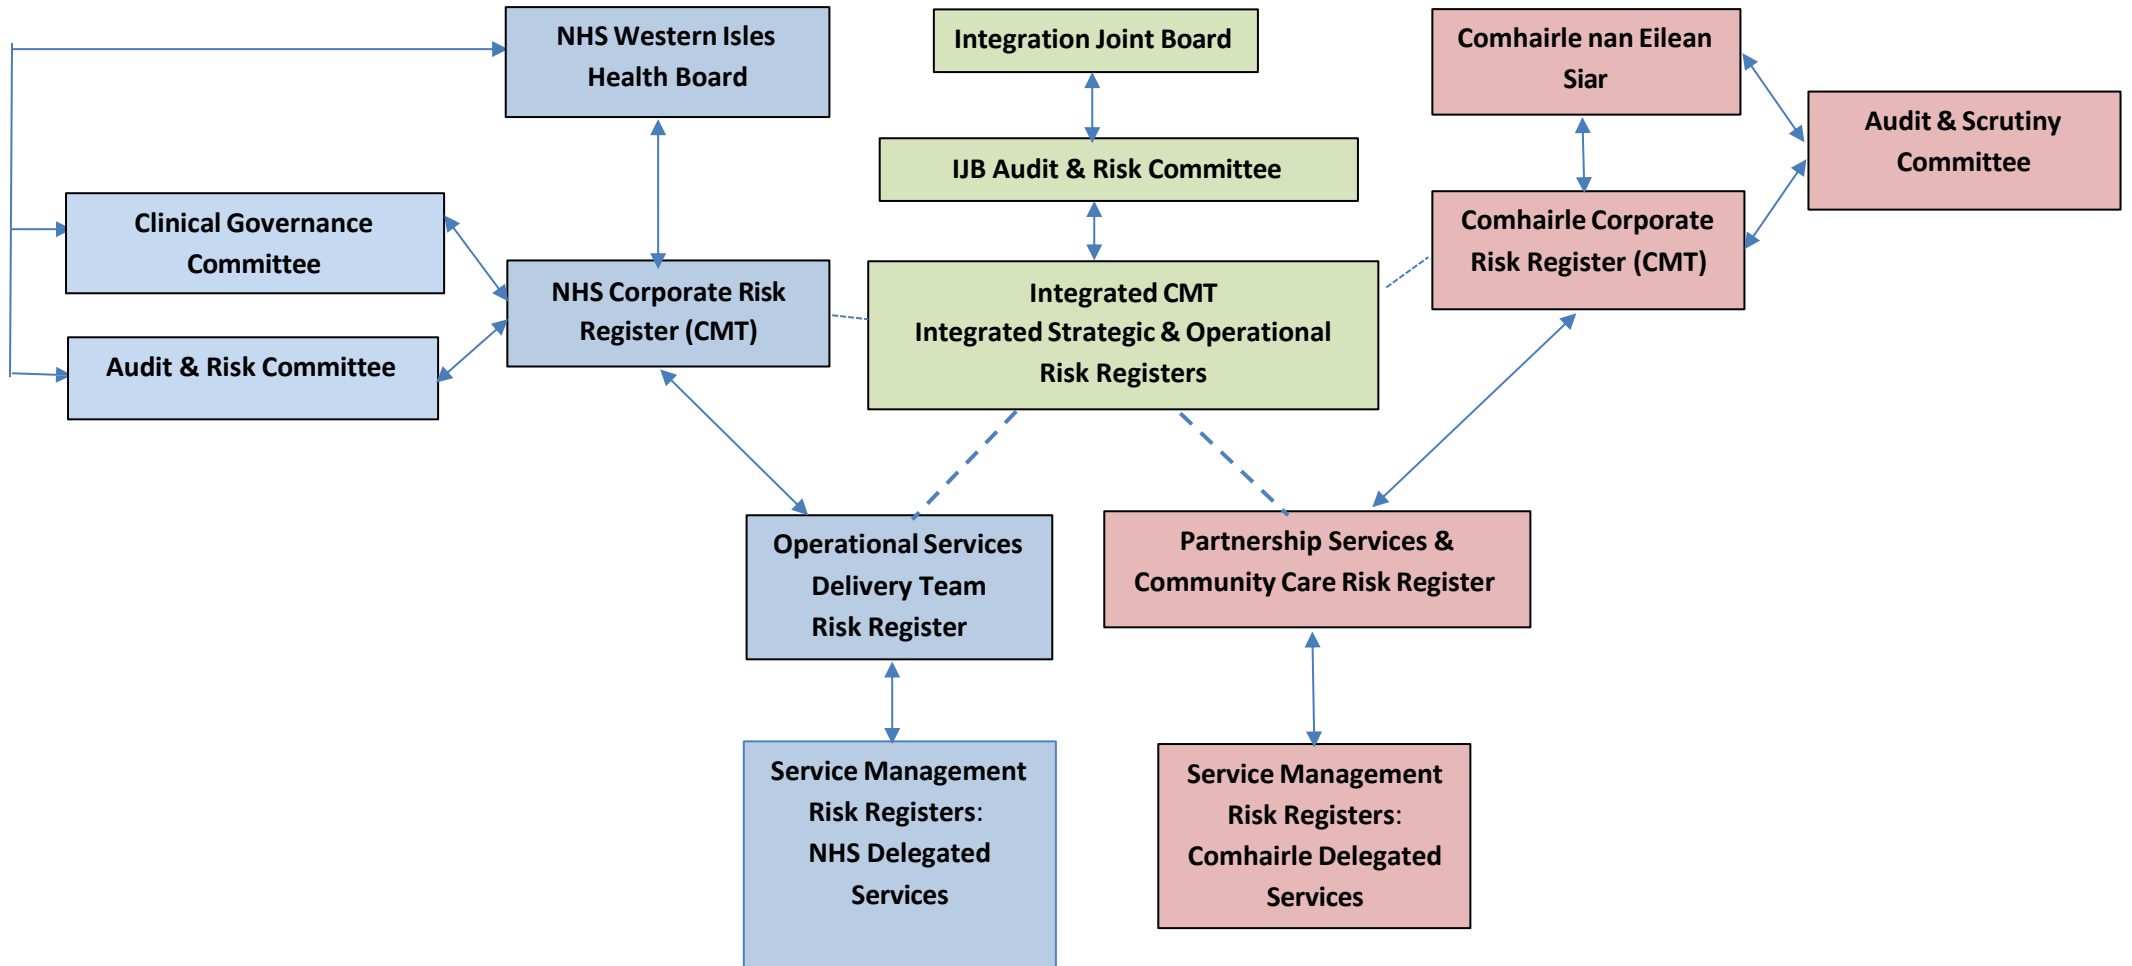 NHS Western Isles
Health Board
Integration Joint Board
Comhairle nan Eilean
Siar
Audit & Scrutiny
Committee
IJB Audit & Risk Committee
Clinical Governance
Committee
Comhairle Corporate
Risk Register (CMT)
NHS Corporate Risk
Register (CMT)
Integrated CMT
Integrated Strategic & Operational
Risk Registers
Audit & Risk Committee
Operational Services
Delivery Team
Risk Register
Partnership Services &
Community Care Risk Register
Service Management
Risk Registers:
NHS Delegated
Services
Service Management
Risk Registers:
Comhairle Delegated
Services